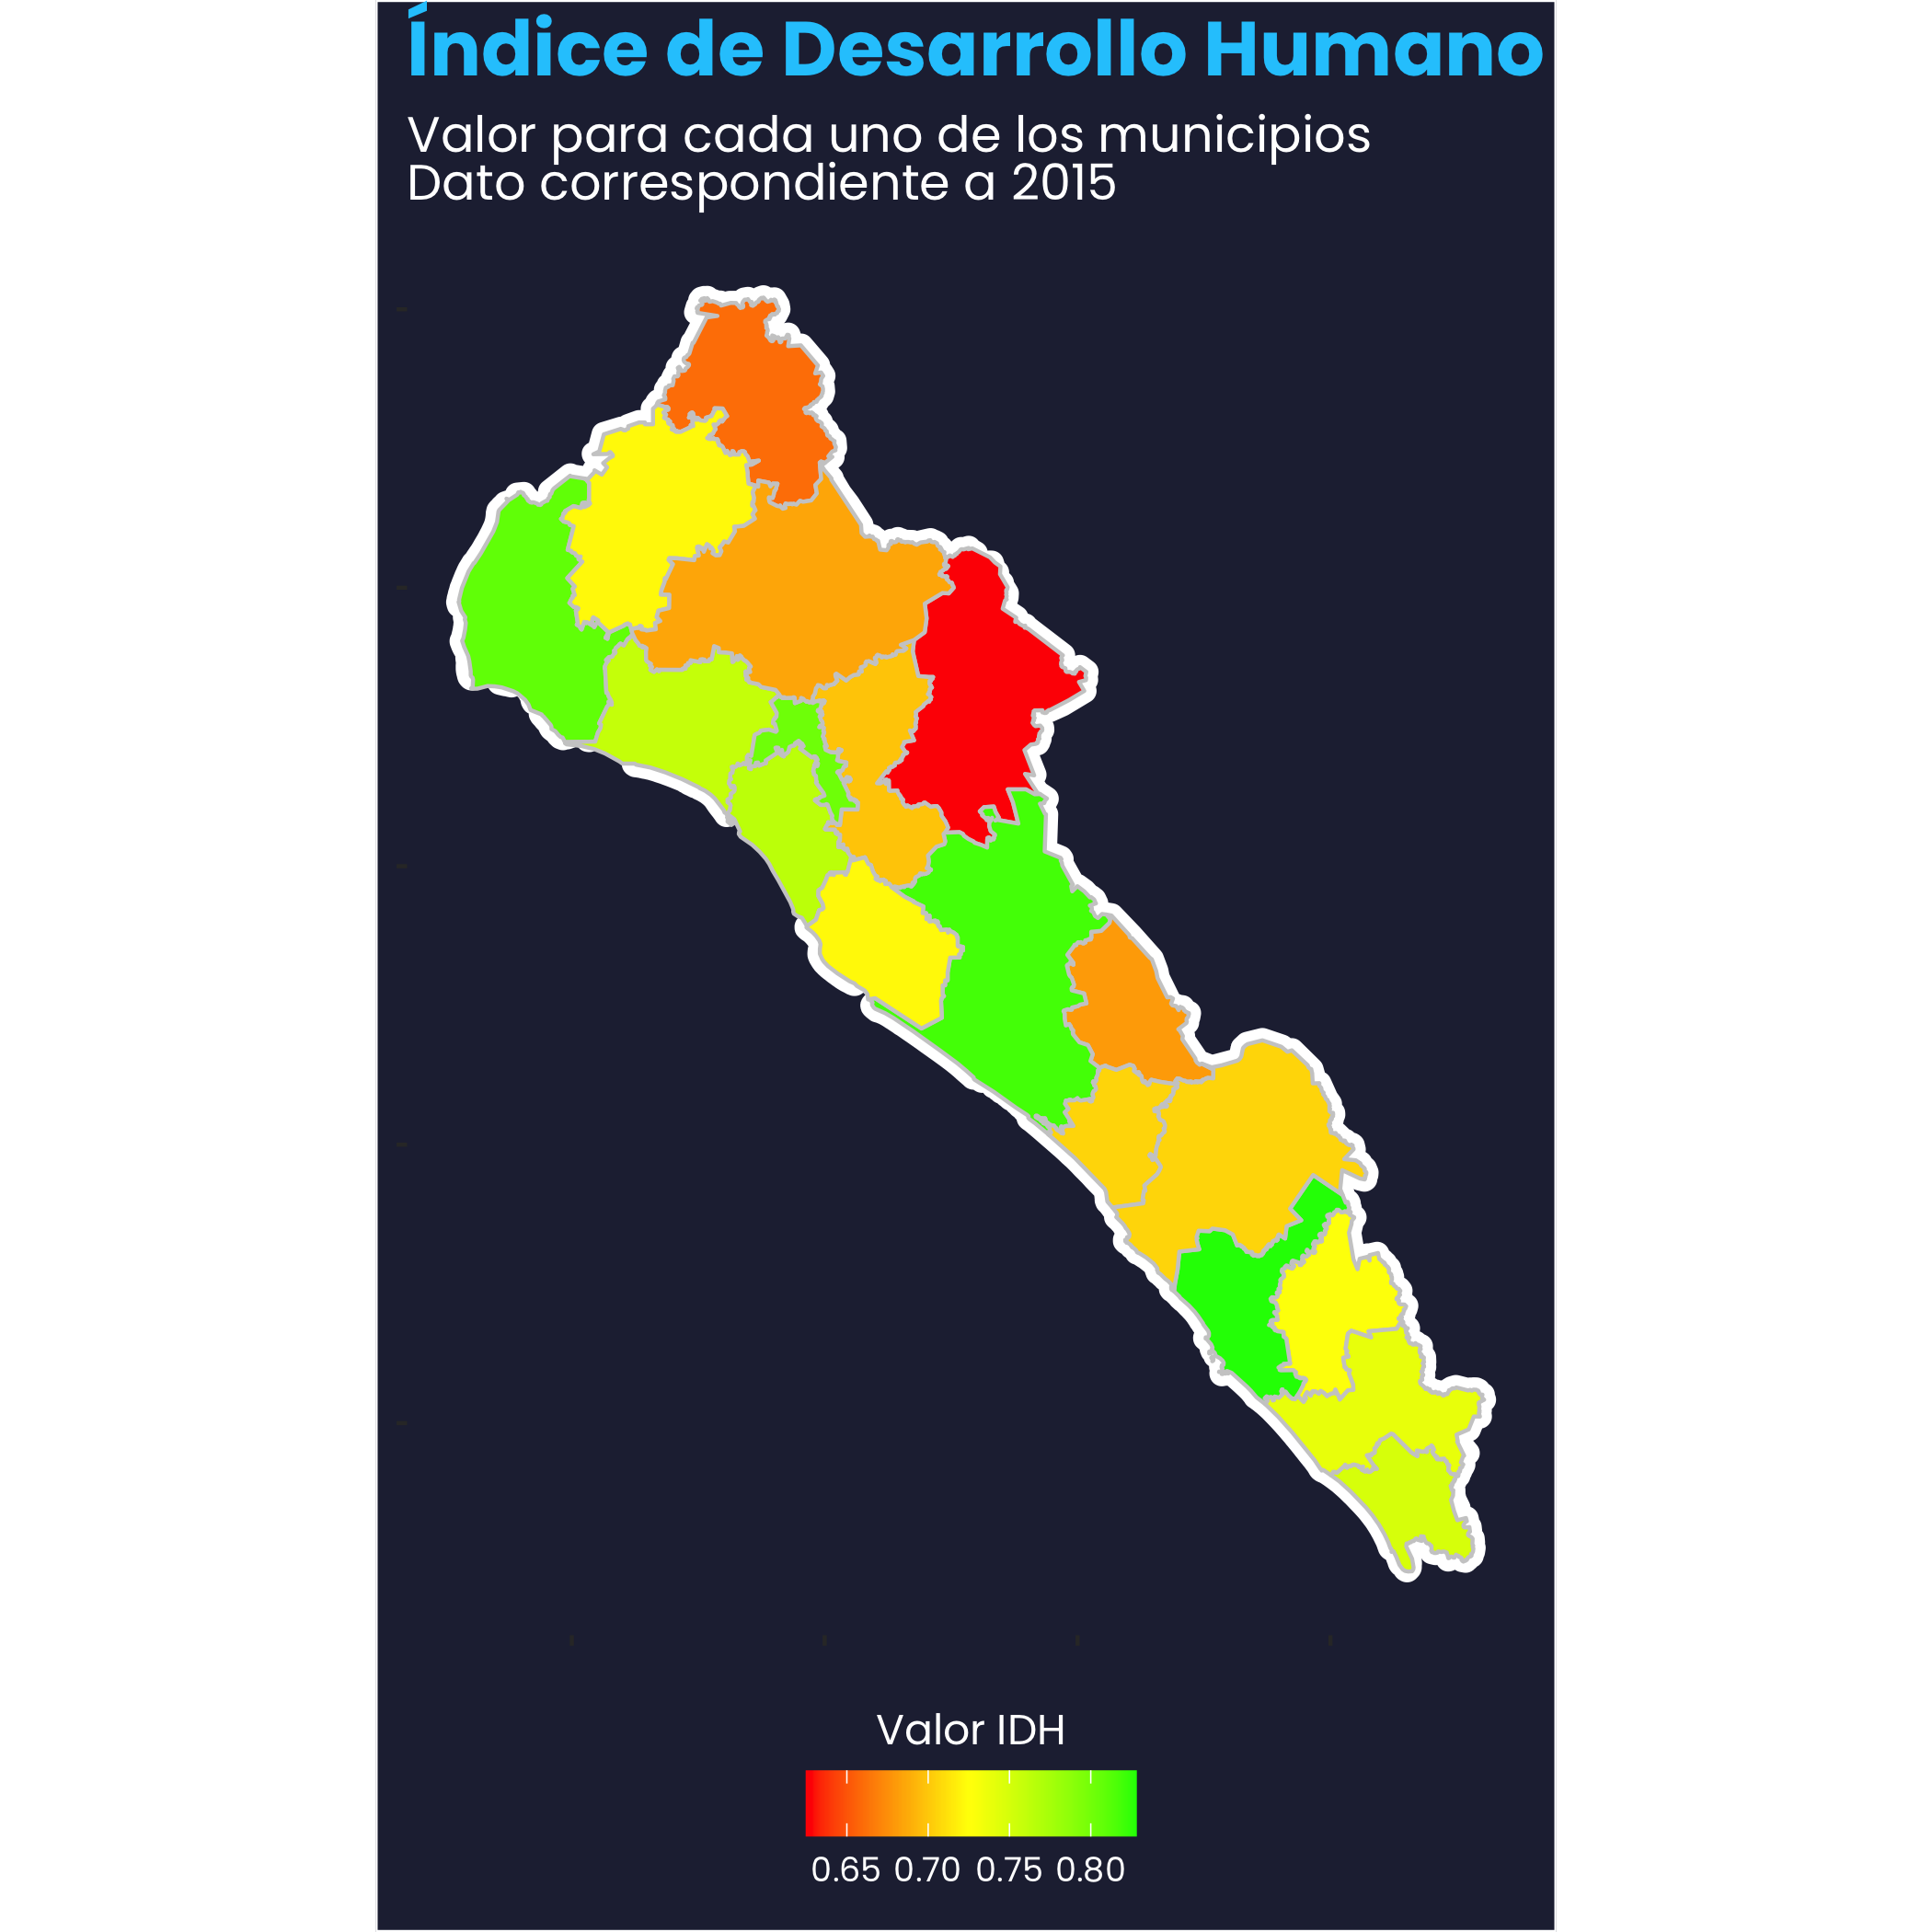 Índice de Desarrollo Humano
Valor para cada uno de los municipios
Dato correspondiente a 2015
Valor IDH
0.65 0.70 0.75 0.80